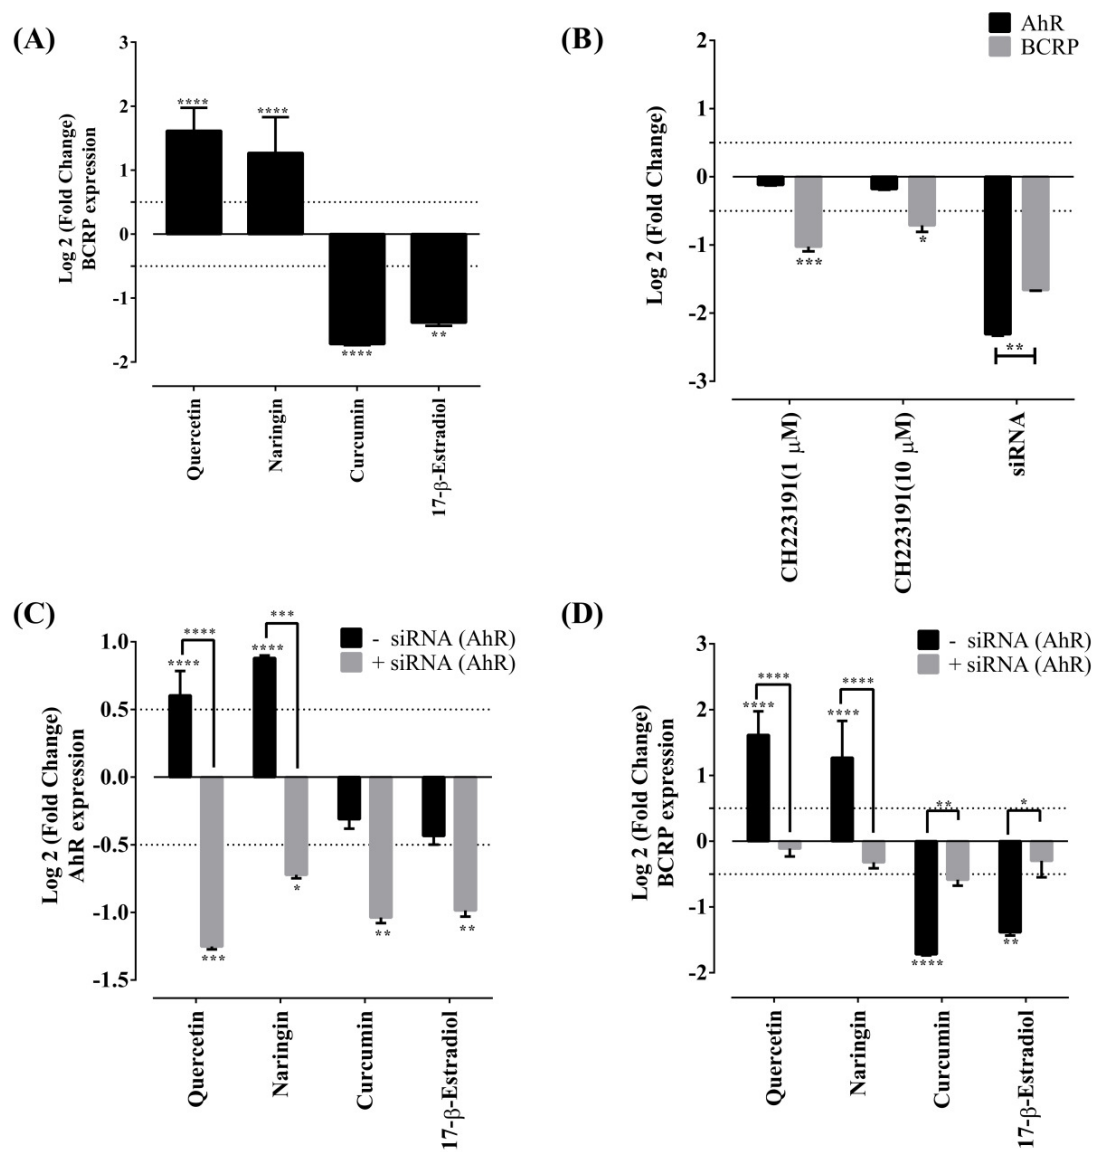 (A)
Log 2 (Fold Change)
BCRP expression
3
2
1
0
-1
-2
****
****
****
**
Quercetin
Naringin
Curcumin
17-β-Estradiol
(B)
AhR
BCRP
Log 2 (Fold Change)
2
1
0
-1
-2
-3
***
*
**
CH223191(1 μM)
CH223191(10 μM)
siRNA
(C)
- siRNA (AhR)
+ siRNA (AhR)
Log 2 (Fold Change)
AhR expression
1.0
0.5
0.0
-0.5
-1.0
-1.5
****
****
***
***
****
*
**
**
Quercetin
Naringin
Curcumin
17-β-Estradiol
(D)
- siRNA (AhR)
+ siRNA (AhR)
Log 2 (Fold Change)
BCRP expression
3
2
1
0
-1
-2
****
****
****
****
**
****
*
**
Quercetin
Naringin
Curcumin
17-β-Estradiol